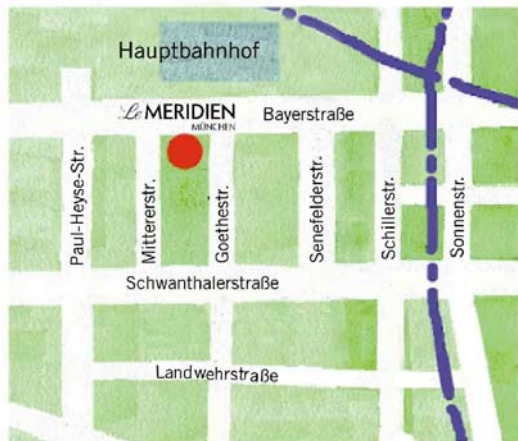 Hauptbahnhof
Le MERIDIEN
MÜNCHEN
Bayerstraße
Paul-Heyse-Str.
Mittererstr.
Goethestr.
Senefelderstr.
Schillerstr.
Sonnenstr.
Schwanthalerstraße
Landwehrstraße